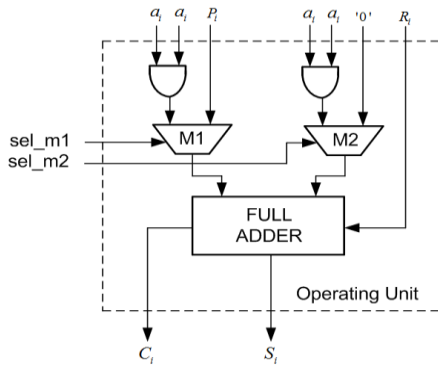 a_i a_i P_i a_i a_i '0' R_i
M1 M2
sel_m1
sel_m2
FULL
ADDER
Operating Unit
C_i S_i